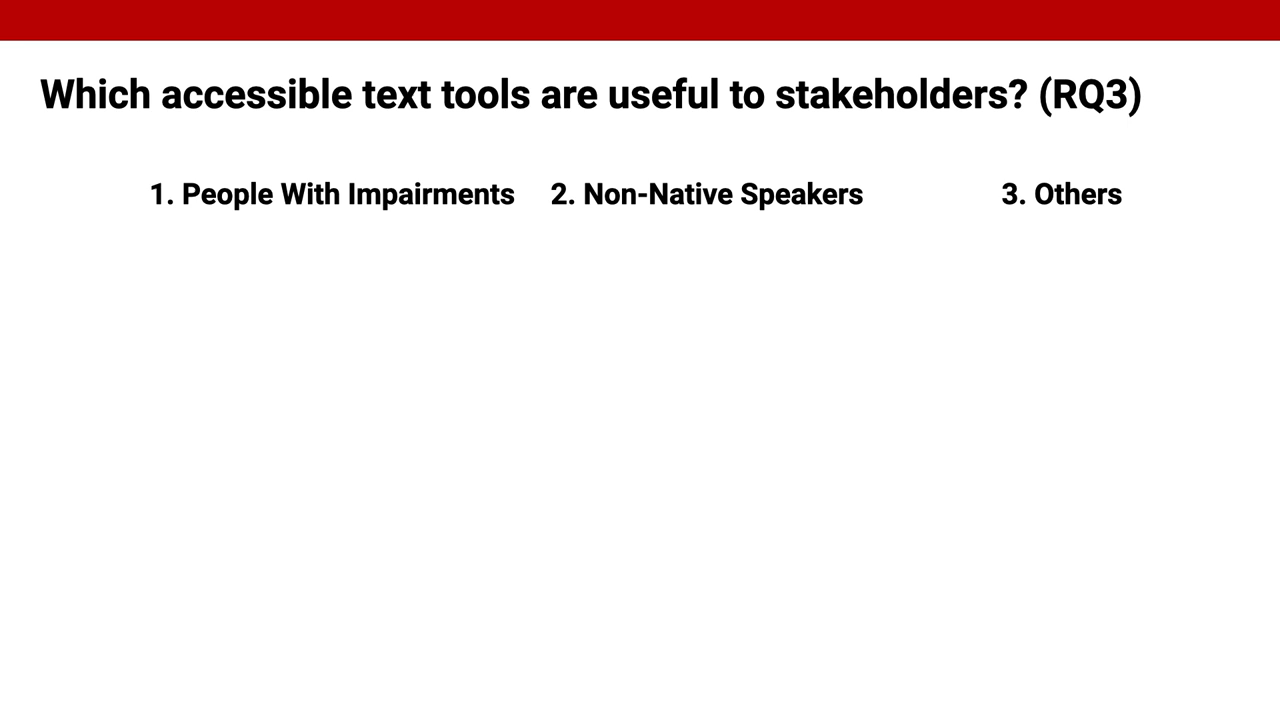 Which accessible text tools are useful to stakeholders? (RQ3)
1. People With Impairments
2. Non-Native Speakers
3. Others